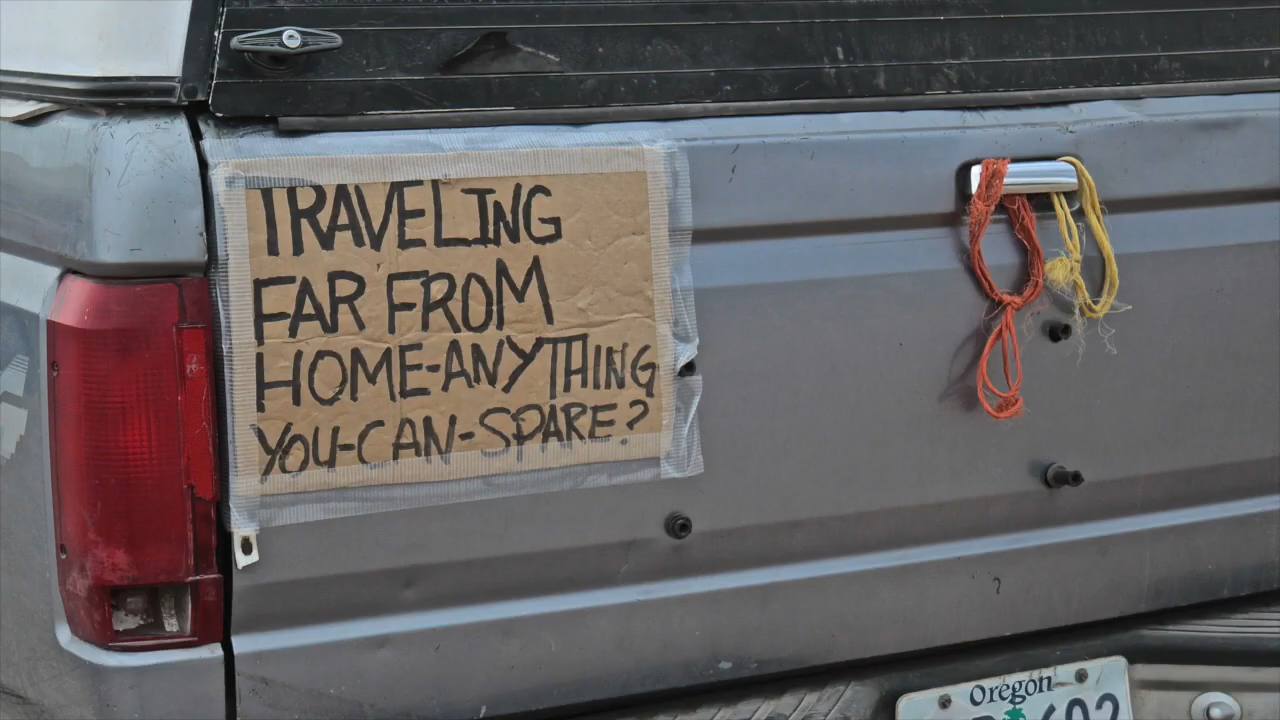 TRAVELING
FAR FROM
HOME-ANYTHING
YOU-CAN-SPARE?
Oregon